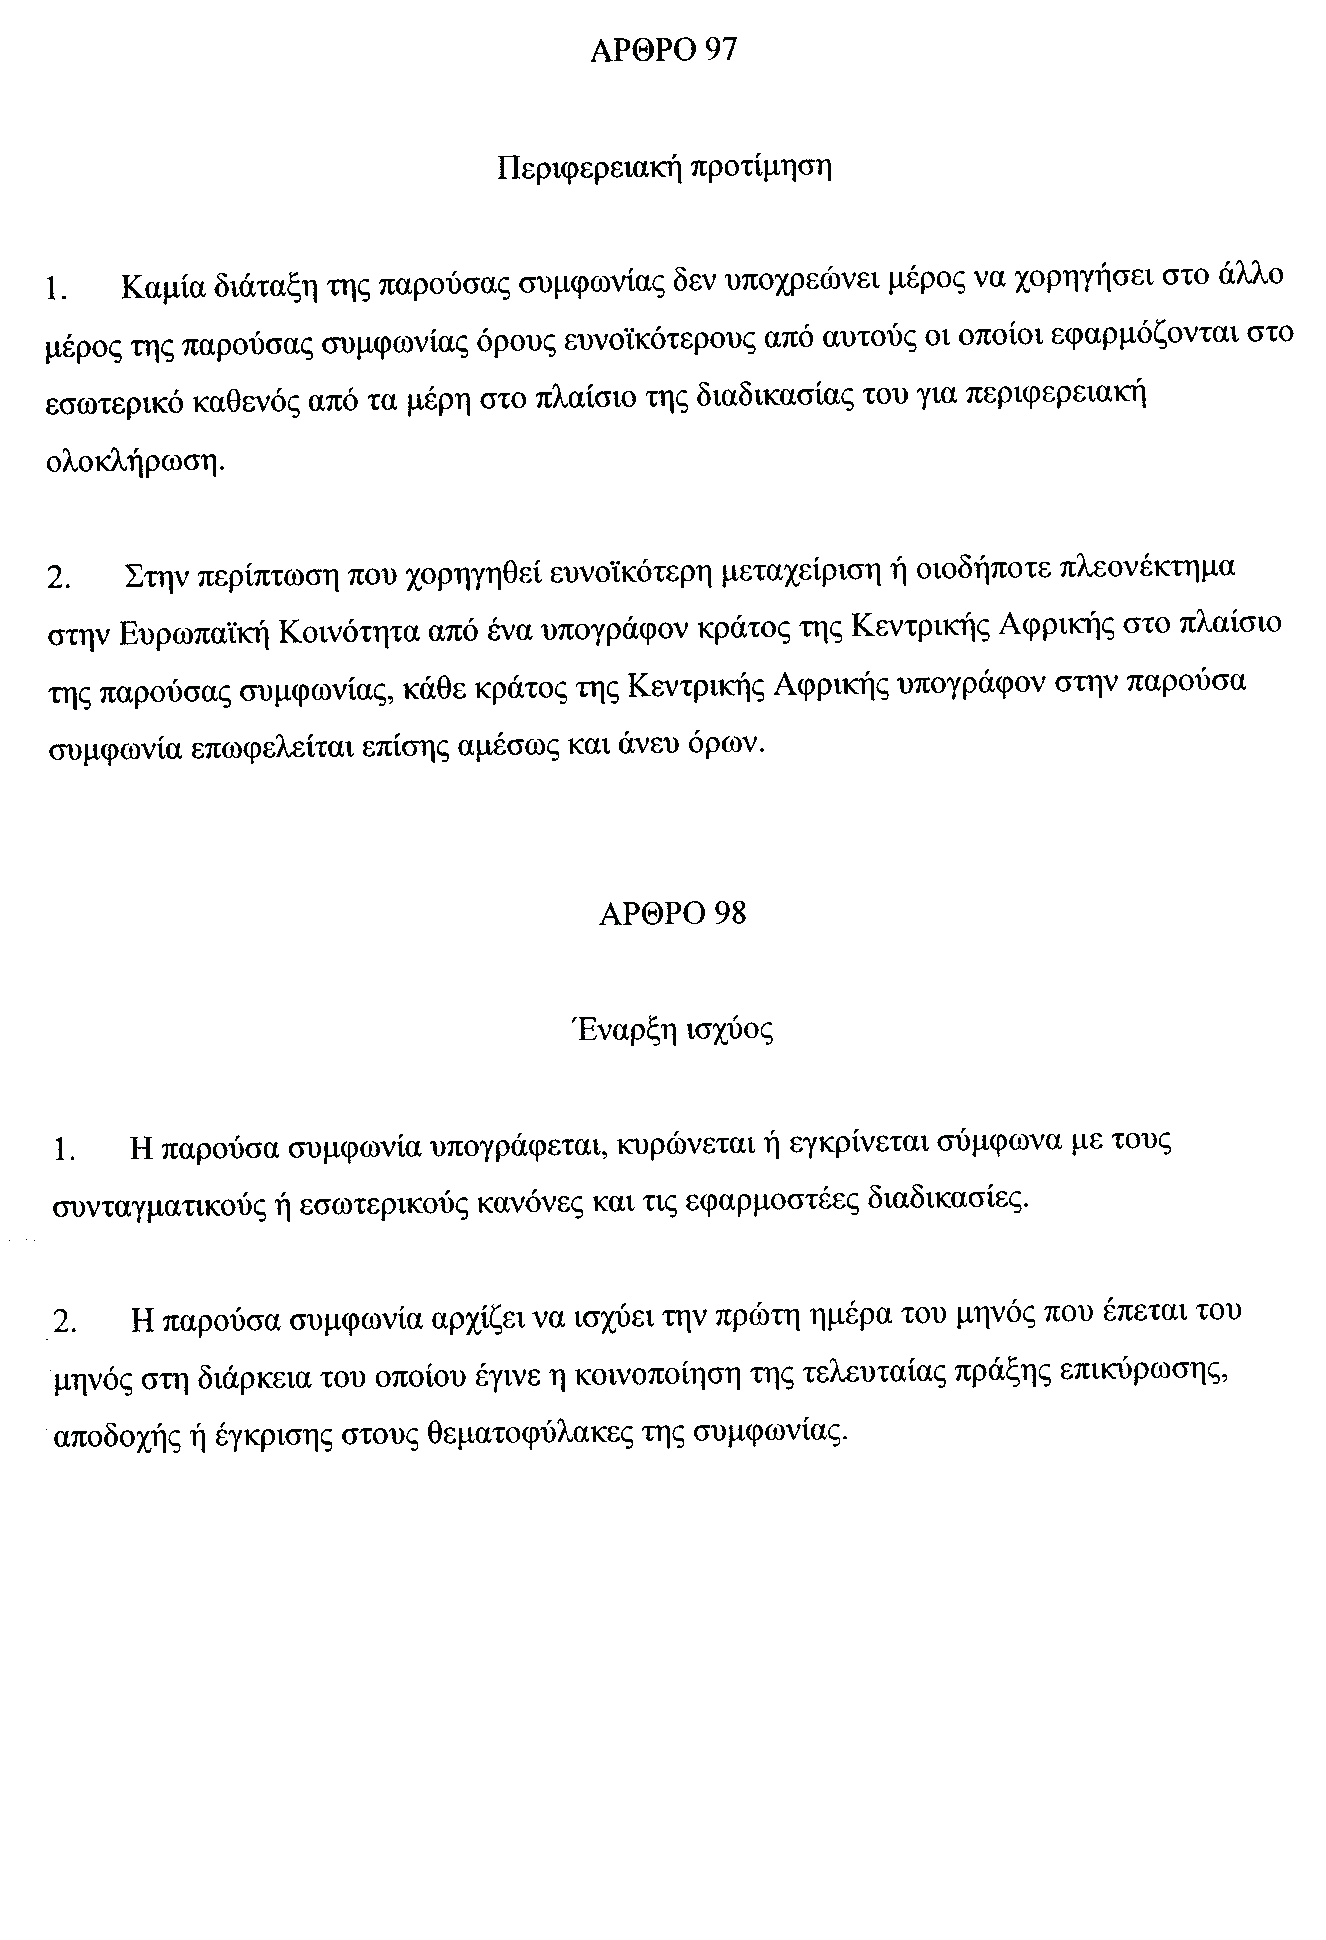 ΑΡΘΡΟ 97
Περιφερειακή προτίμηση
1. Καμία διάταξη της παρούσας συμφωνίας δεν υποχρεώνει μέρος να χορηγήσει στο άλλο
μέρος της παρούσας συμφωνίας όρους ευνοϊκότερους από αυτούς οι οποίοι εφαρμόζονται στο
εσωτερικό καθενός από τα μέρη στο πλαίσιο της διαδικασίας του για περιφερειακή
ολοκλήρωση.
2. Στην περίπτωση που χορηγηθεί ευνοϊκότερη μεταχείριση ή οιοδήποτε πλεονέκτημα
στην Ευρωπαϊκή Κοινότητα από ένα υπογράφον κράτος της Κεντρικής Αφρικής στο πλαίσιο
της παρούσας συμφωνίας, κάθε κράτος της Κεντρικής Αφρικής υπογράφον στην παρούσα
συμφωνία επωφελείται επίσης αμέσως και άνευ όρων.
ΑΡΘΡΟ 98
Έναρξη ισχύος
1. Η παρούσα συμφωνία υπογράφεται, κυρώνεται ή εγκρίνεται σύμφωνα με τους
συνταγματικούς ή εσωτερικούς κανόνες και τις εφαρμοστέες διαδικασίες.
2. Η παρούσα συμφωνία αρχίζει να ισχύει την πρώτη ημέρα του μηνός που έπεται του
μηνός στη διάρκεια του οποίου έγινε η κοινοποίηση της τελευταίας πράξης επικύρωσης,
αποδοχής ή έγκρισης στους θεματοφύλακες της συμφωνίας.